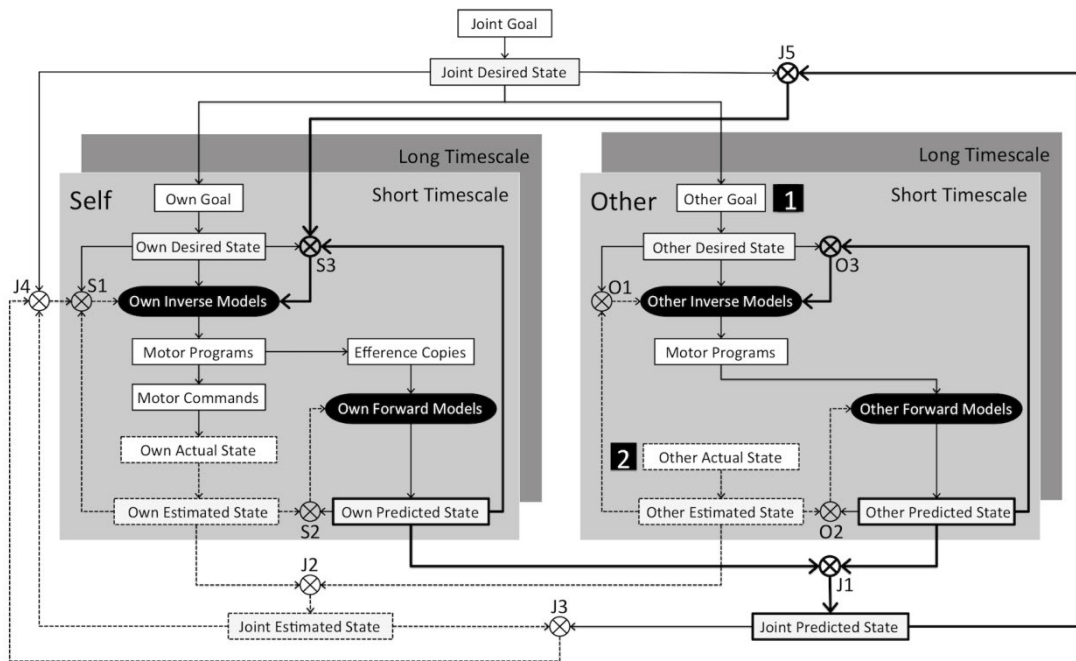 Joint Goal
J5
Joint Desired State
Long Timescale
Long Timescale
Self
Short Timescale
Other
Short Timescale
Own Goal
Other Goal
1
Own Desired State
Other Desired State
S3
O3
J4
S1
O1
Own Inverse Models
Other Inverse Models
Motor Programs
Efference Copies
Motor Programs
Motor Commands
Own Forward Models
Other Forward Models
Own Actual State
2
Other Actual State
Own Estimated State
Own Predicted State
Other Estimated State
Other Predicted State
S2
O2
J2
J1
J3
Joint Estimated State
Joint Predicted State